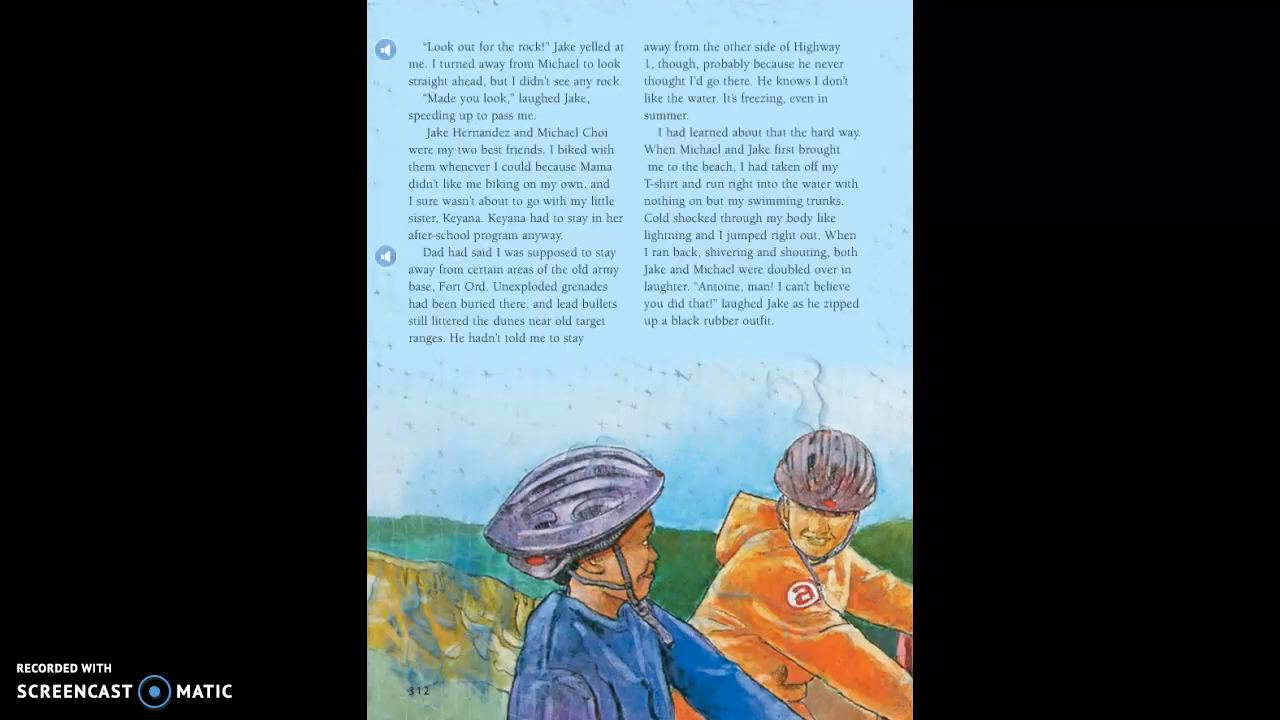 “Look out for the rock!” Jake yelled at
me. I turned away from Michael to look
straight ahead, but I didn’t see any rock.
“Made you look,” laughed Jake,
speeding up to pass me.
Jake Hernandez and Michael Choi
were my two best friends. I biked with
them whenever I could because Mama
didn’t like me biking on my own, and
I sure wasn’t about to go with my little
sister, Keyana. Keyana had to stay in her
after-school program anyway.
Dad had said I was supposed to stay
away from certain areas of the old army
base, Fort Ord. Unexploded grenades
had been buried there, and lead bullets
still littered the dunes near old target
ranges. He hadn’t told me to stay
away from the other side of Highway
1, though, probably because he never
thought I’d go there. He knows I don’t
like the water. It’s freezing, even in
summer.
I had learned about that the hard way.
When Michael and Jake first brought
me to the beach, I had taken off my
T-shirt and run right into the water with
nothing on but my swimming trunks.
Cold shocked through my body like
lightning and I jumped right out. When
I ran back, shivering and shouting, both
Jake and Michael were doubled over in
laughter. “Antoine, man! I can’t believe
you did that!” laughed Jake as he zipped
up a black rubber outfit.
a
312
RECORDED WITH
SCREENCAST MATIC